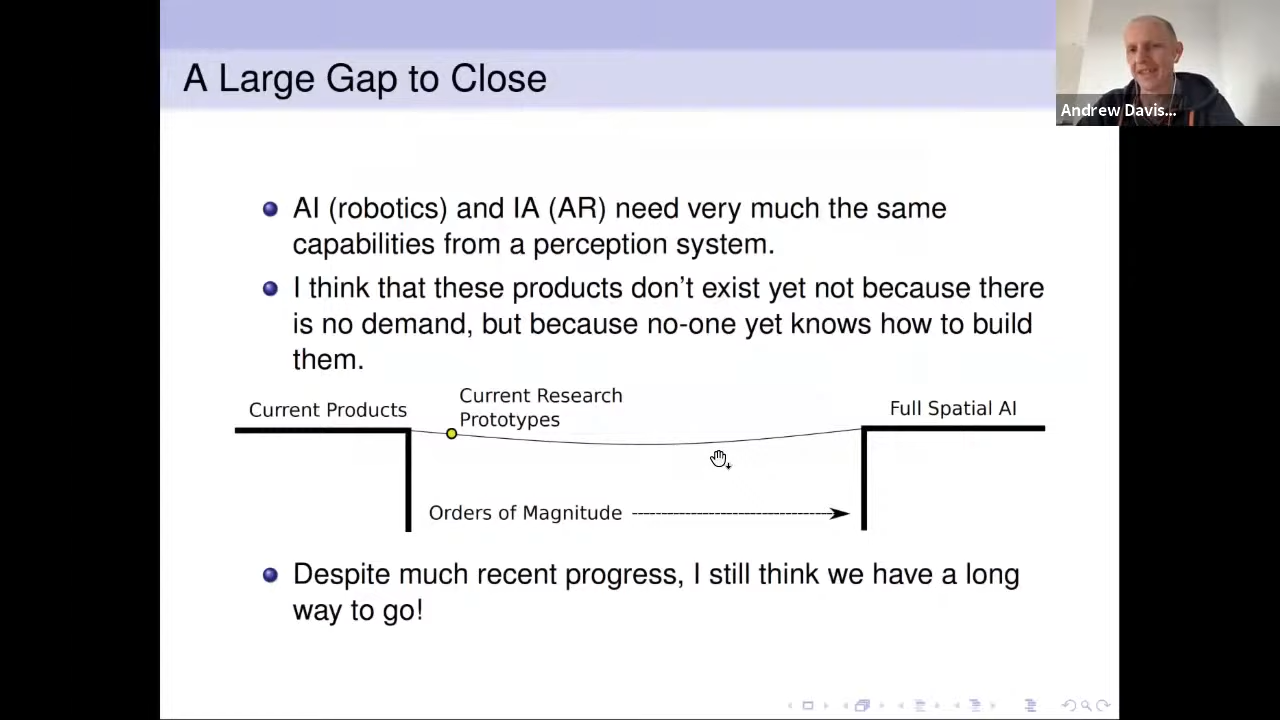 A Large Gap to Close
Andrew Davis...
AI (robotics) and IA (AR) need very much the same
capabilities from a perception system.
I think that these products don't exist yet not because there
is no demand, but because no-one yet knows how to build
them.
Current Products
Current Research
Prototypes
Full Spatial AI
Orders of Magnitude
Despite much recent progress, I still think we have a long
way to go!